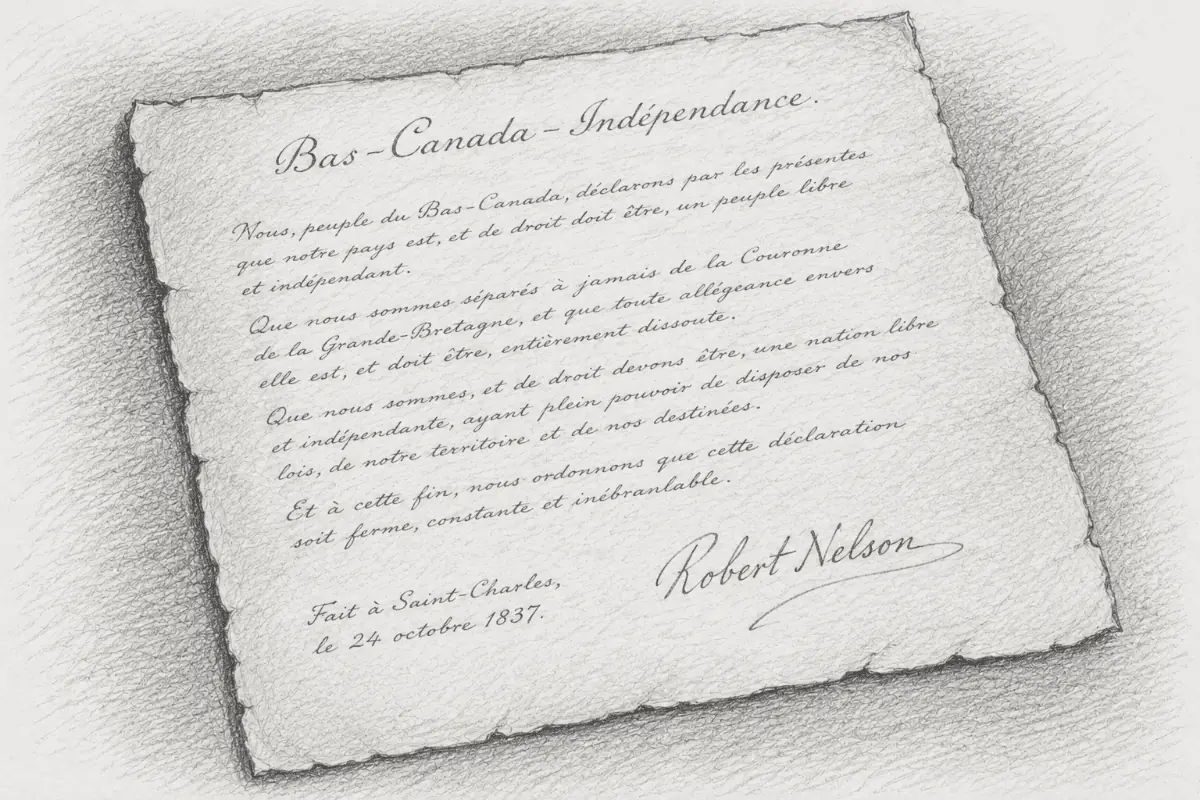 Bas-Canada – Indépendance.
Nous, peuple du Bas-Canada, déclarons par les présentes
que notre pays est, et de droit doit être, un peuple libre
et indépendant.
Que nous sommes séparés à jamais de la Couronne
de la Grande-Bretagne, et que toute allégeance envers
elle est, et doit être, entièrement dissoute.
Que nous sommes, et de droit devons être, une nation libre
et indépendante, ayant plein pouvoir de disposer de nos
lois, de notre territoire et de nos destinées.
Et à cette fin, nous ordonnons que cette déclaration
soit ferme, constante et inébranlable.
Robert Nelson
Fait à Saint-Charles,
le 24 octobre 1837.